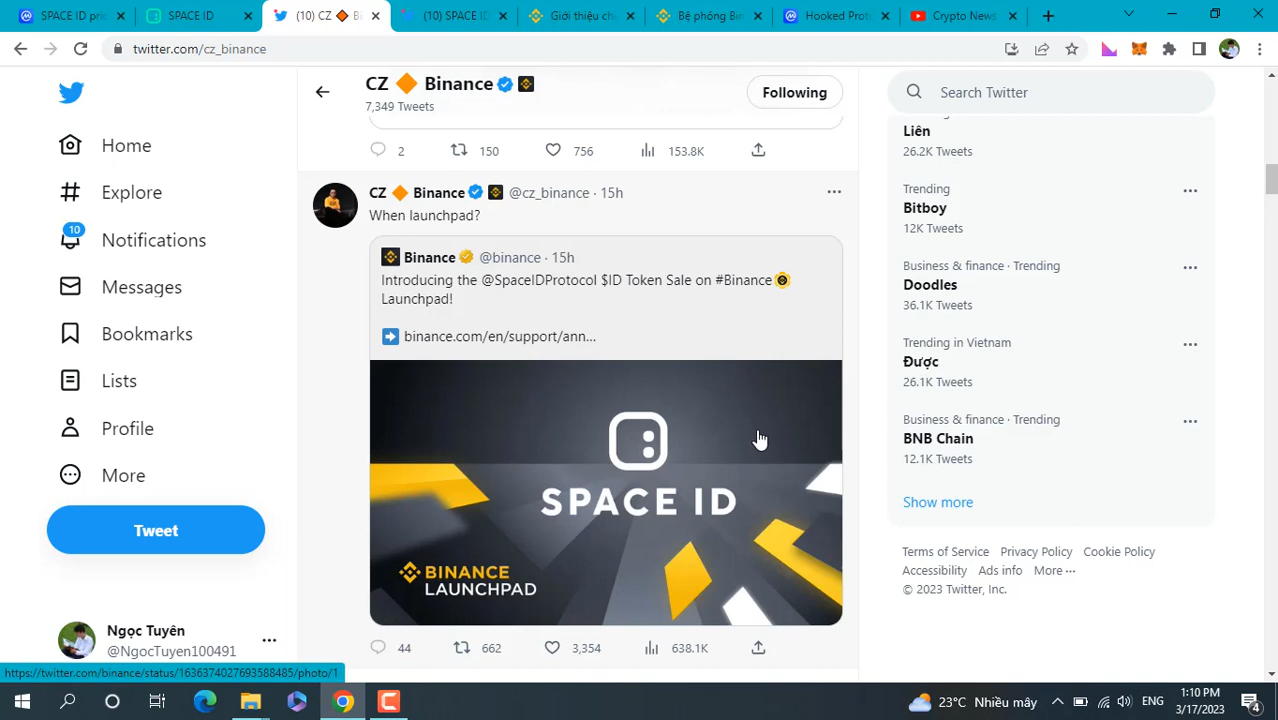 SPACE ID pric
SPACE ID
(10) CZ 🔶 Bi
(10) SPACE ID
Giới thiệu ch
Bệ phóng Bin
Hooked Proto
Crypto News
twitter.com/cz_binance
CZ 🔶 Binance
7,349 Tweets
Following
Search Twitter
Home
Explore
10
Notifications
Messages
Bookmarks
Lists
Profile
More
Tweet
Ngọc Tuyên
@NgocTuyen100491
2 150 756 153.8K
CZ 🔶 Binance @cz_binance · 15h
When launchpad?
Binance @binance · 15h
Introducing the @SpaceIDProtocol $ID Token Sale on #Binance
Launchpad!
➡️ binance.com/en/support/ann...
SPACE ID
BINANCE
LAUNCHPAD
44 662 3,354 638.1K
Liên
26.2K Tweets
Trending
Bitboy
12K Tweets
Business & finance · Trending
Doodles
36.1K Tweets
Trending in Vietnam
Được
26.1K Tweets
Business & finance · Trending
BNB Chain
12.1K Tweets
Show more
Terms of Service Privacy Policy Cookie Policy
Accessibility Ads info More ···
© 2023 Twitter, Inc.
https://twitter.com/binance/status/1636374027693588485/photo/1
23°C Nhiều mây
ENG
1:10 PM
3/17/2023
4